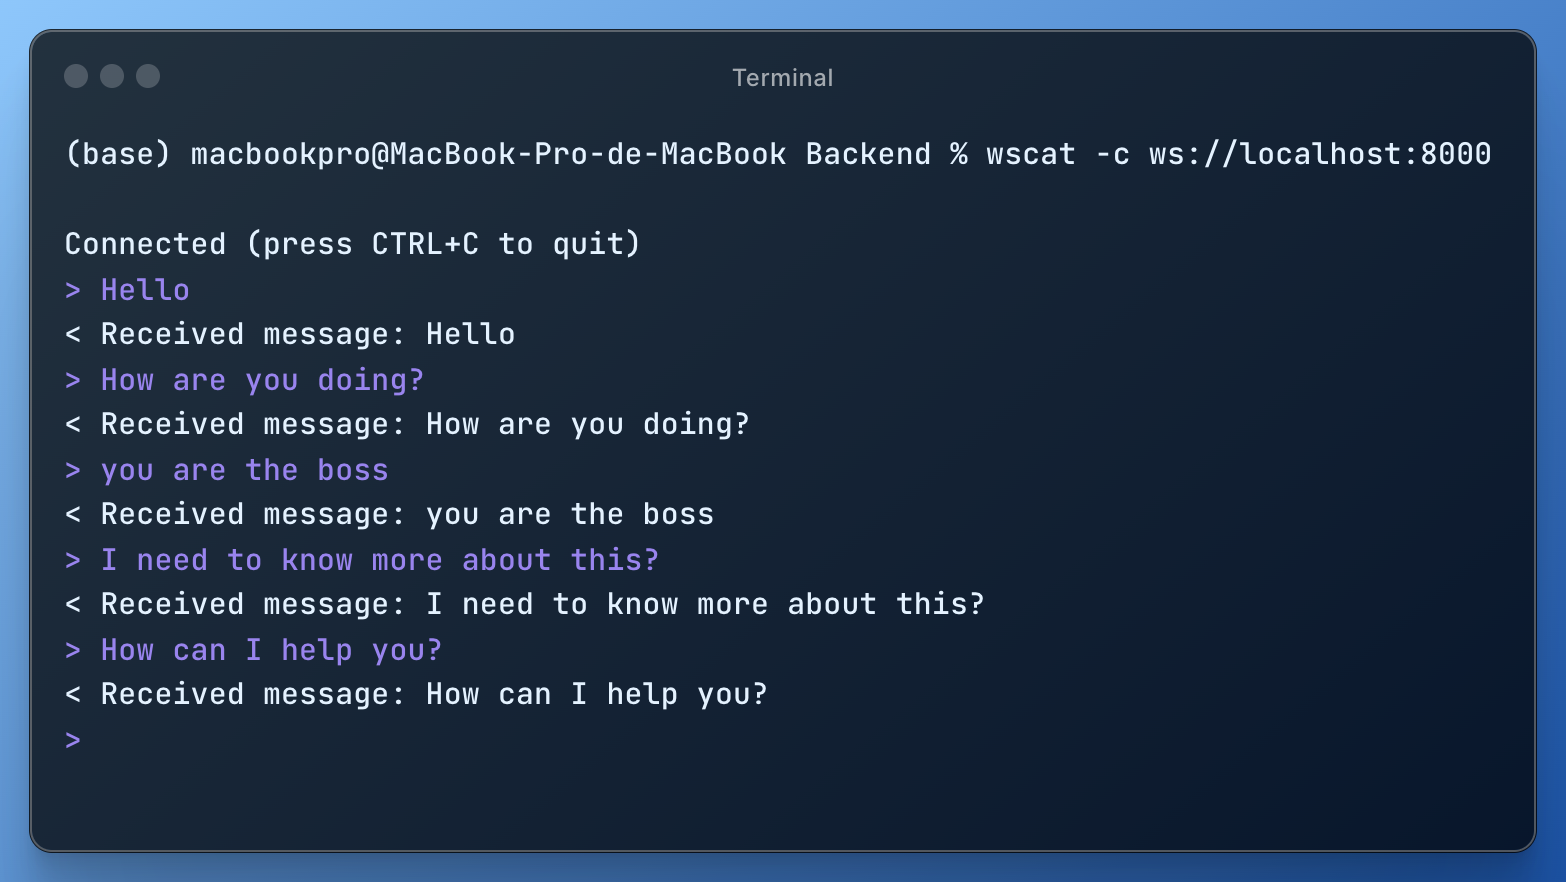 Terminal
(base) macbookpro@MacBook-Pro-de-MacBook Backend % wscat -c ws://localhost:8000
Connected (press CTRL+C to quit)
> Hello
< Received message: Hello
> How are you doing?
< Received message: How are you doing?
> you are the boss
< Received message: you are the boss
> I need to know more about this?
< Received message: I need to know more about this?
> How can I help you?
< Received message: How can I help you?
>